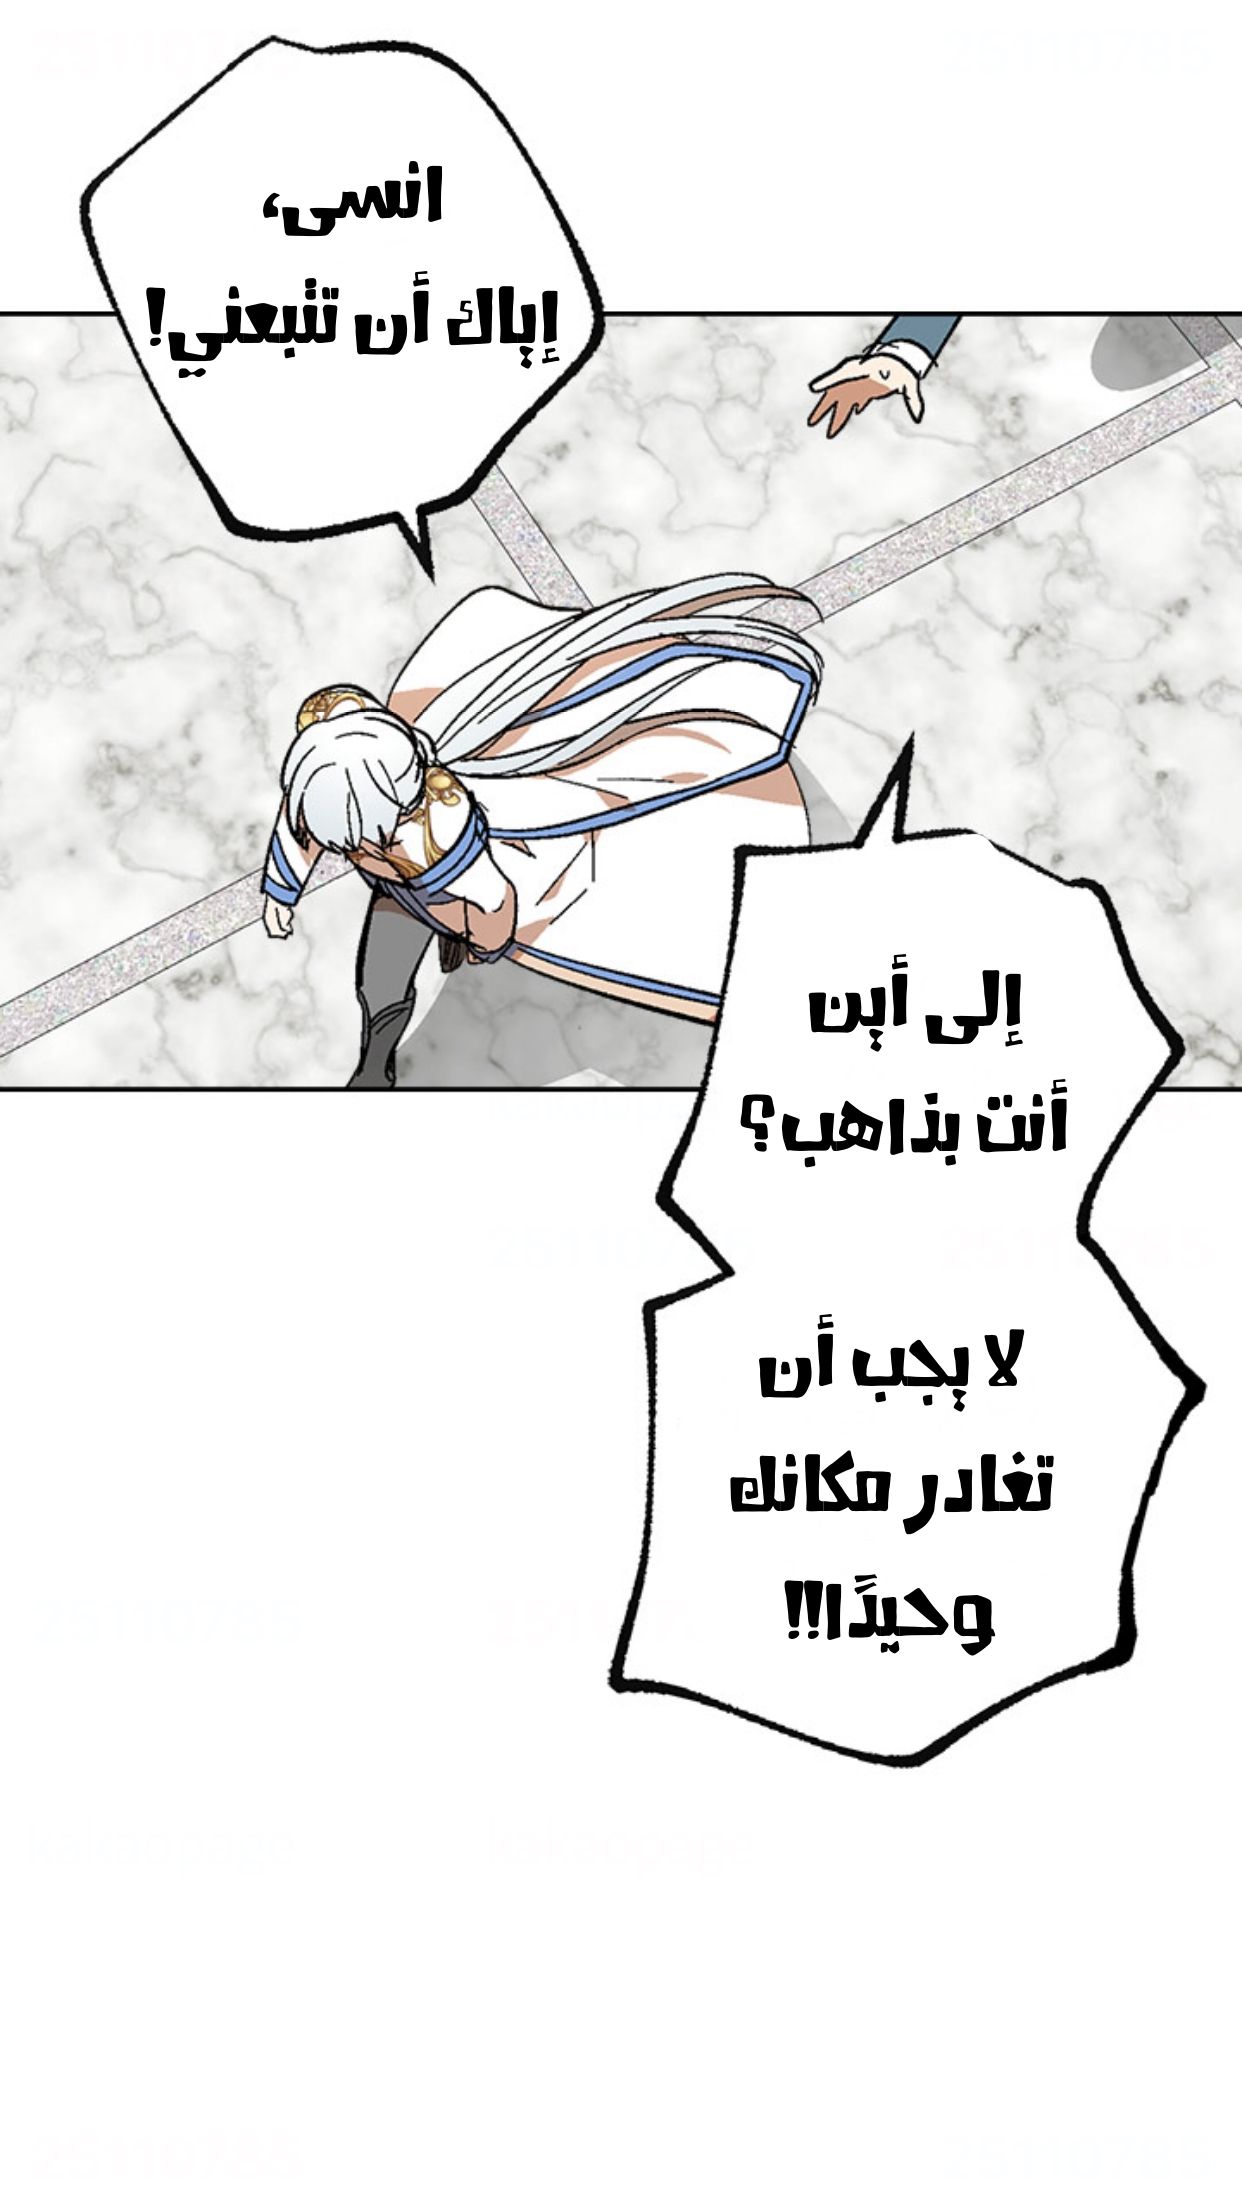 انسى،
إياك أن تتبعني!
إلى أين
أنت بذاهب؟
لا يجب أن
تغادر مكانك
وحيدًا!!!